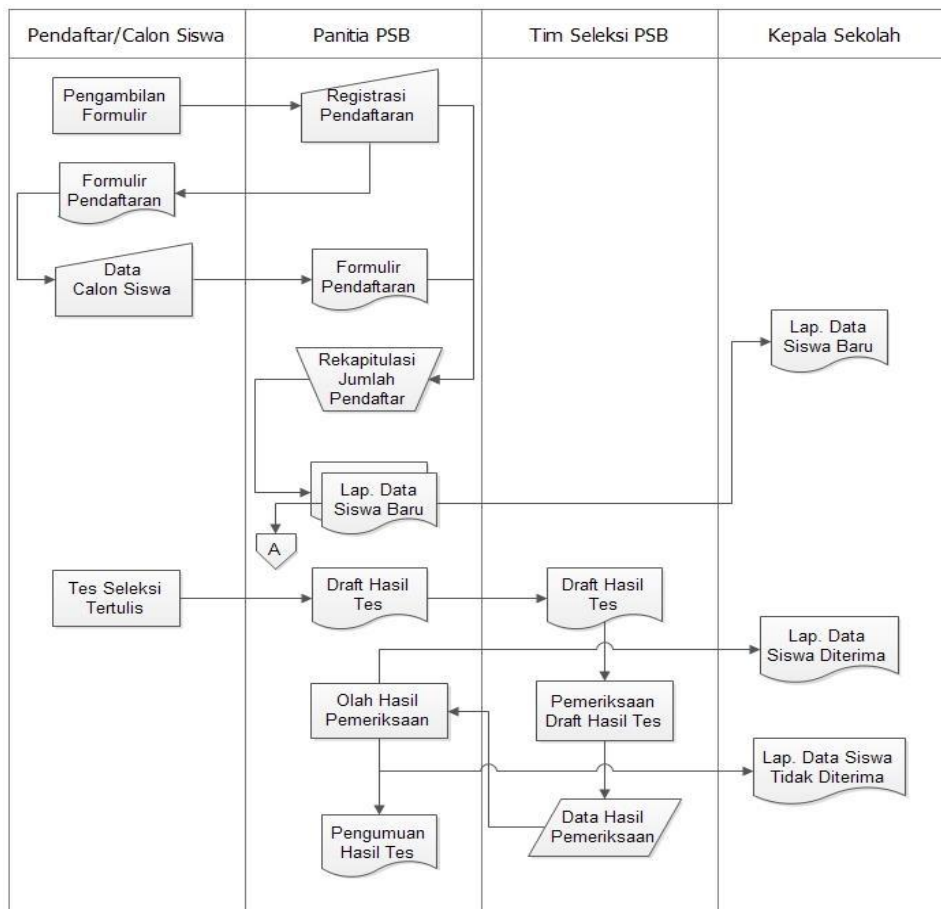 Pendaftar/Calon Siswa
Panitia PSB
Tim Seleksi PSB
Kepala Sekolah
Pengambilan
Formulir
Registrasi
Pendaftaran
Formulir
Pendaftaran
Data
Calon Siswa
Formulir
Pendaftaran
Lap. Data
Siswa Baru
Rekapitulasi
Jumlah
Pendaftar
Lap. Data
Siswa Baru
A
Tes Seleksi
Tertulis
Draft Hasil
Tes
Draft Hasil
Tes
Lap. Data
Siswa Diterima
Olah Hasil
Pemeriksaan
Pemeriksaan
Draft Hasil Tes
Lap. Data Siswa
Tidak Diterima
Pengumuan
Hasil Tes
Data Hasil
Pemeriksaan